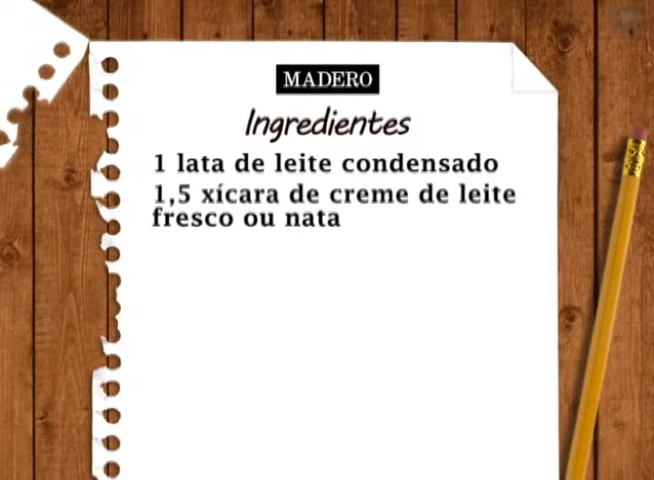 MADERO
Ingredientes
1 lata de leite condensado
1,5 xícara de creme de leite
fresco ou nata